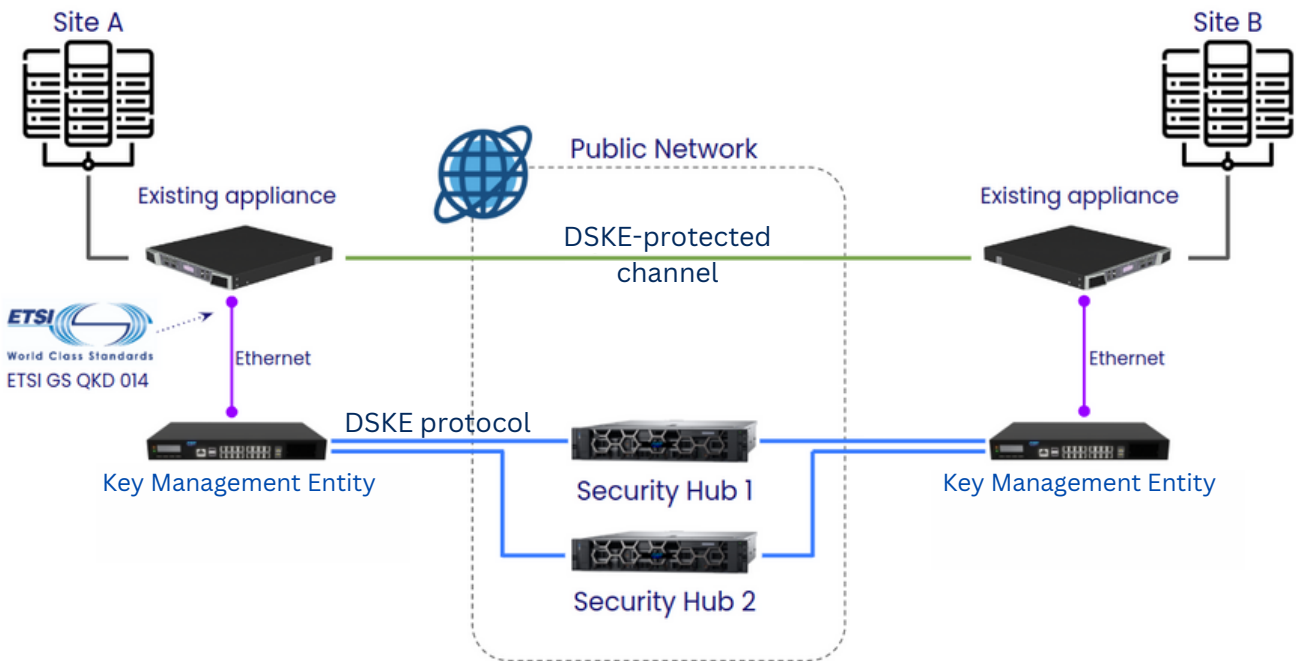 Site A
Site B
Public Network
Existing appliance
Existing appliance
DSKE-protected
channel
ETSI
World Class Standards
ETSI GS QKD 014
Ethernet
Ethernet
DSKE protocol
Key Management Entity
Security Hub 1
Key Management Entity
Security Hub 2